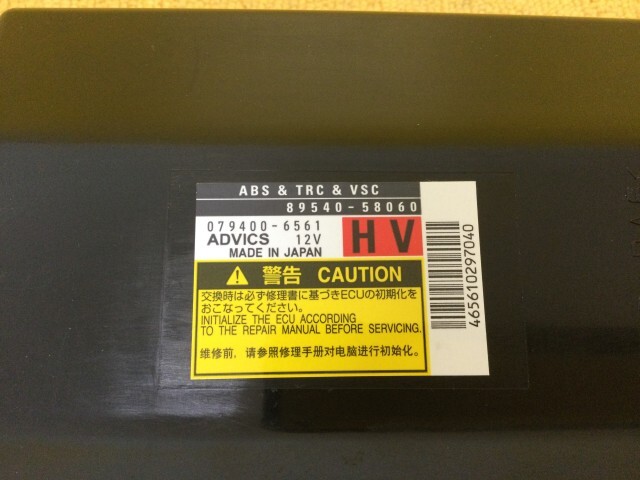 ABS & TRC & VSC
89540-58060
079400-6561
ADVICS 12V
MADE IN JAPAN
HV
警告 CAUTION
交換時は必ず修理書に基づきECUの初期化を
おこなってください。
INITIALIZE THE ECU ACCORDING
TO THE REPAIR MANUAL BEFORE SERVICING.
维修前，请参照修理手册对电脑进行初始化。
465610297040